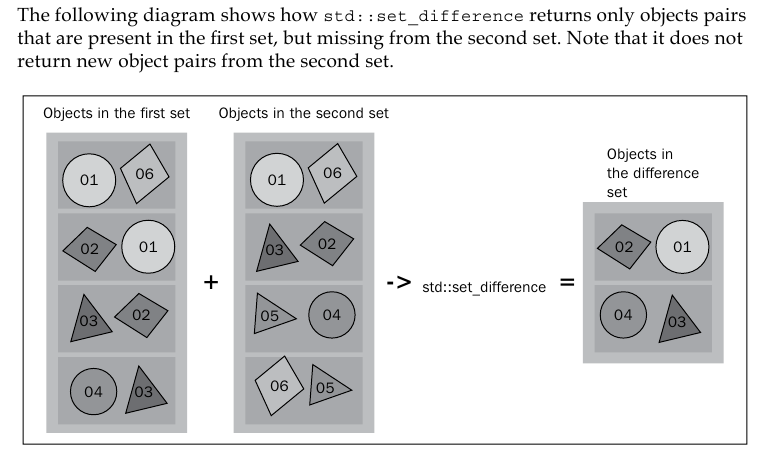 The following diagram shows how std::set_difference returns only objects pairs
that are present in the first set, but missing from the second set. Note that it does not
return new object pairs from the second set.
Objects in the first set
01 06
02 01
03 02
04 03
+
Objects in the second set
01 06
03 02
05 04
06 05
-> std::set_difference =
Objects in
the difference
set
02 01
04 03